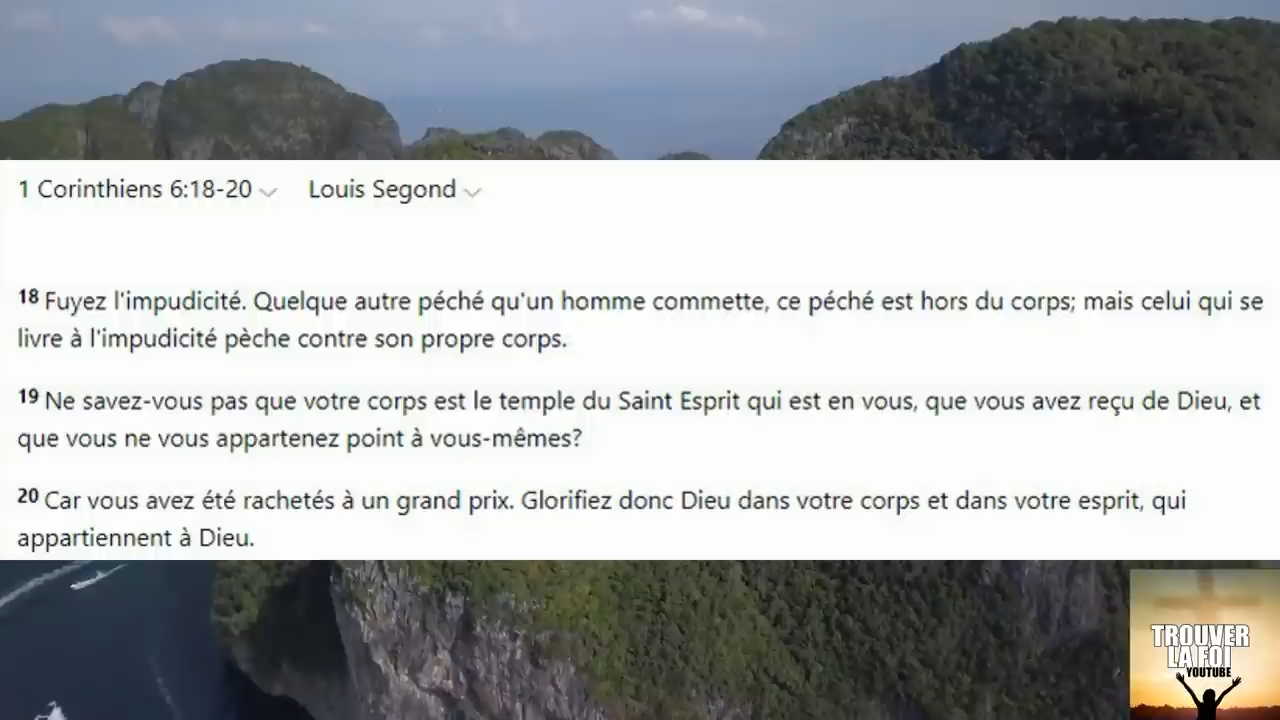 1 Corinthiens 6:18-20 Louis Segond
18 Fuyez l'impudicité. Quelque autre péché qu'un homme commette, ce péché est hors du corps; mais celui qui se
livre à l'impudicité pèche contre son propre corps.
19 Ne savez-vous pas que votre corps est le temple du Saint Esprit qui est en vous, que vous avez reçu de Dieu, et
que vous ne vous appartenez point à vous-mêmes?
20 Car vous avez été rachetés à un grand prix. Glorifiez donc Dieu dans votre corps et dans votre esprit, qui
appartiennent à Dieu.
TROUVER
LA FOI
YOUTUBE